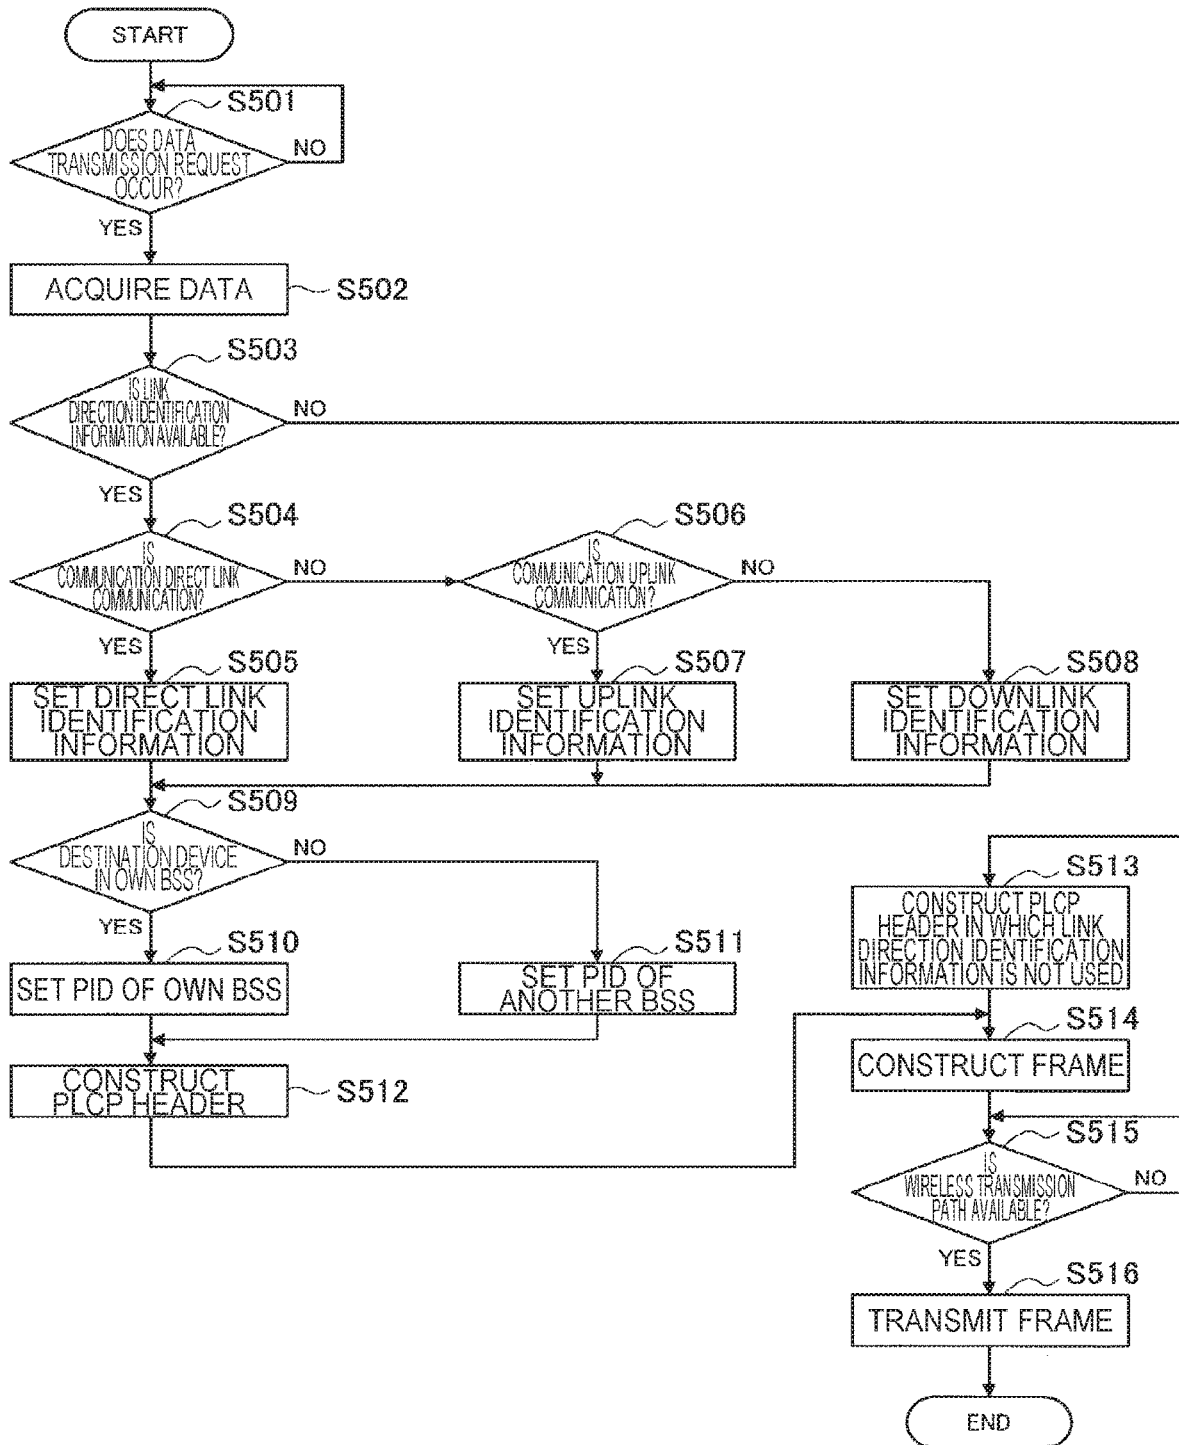 START
S501
DOES DATA
TRANSMISSION REQUEST
OCCUR?
NO
YES
ACQUIRE DATA
S502
S503
IS LINK
DIRECTION IDENTIFICATION
INFORMATION AVAILABLE?
NO
YES
S504
IS
COMMUNICATION DIRECT LINK
COMMUNICATION?
NO
YES
S506
IS
COMMUNICATION UPLINK
COMMUNICATION?
NO
YES
S505
SET DIRECT LINK
IDENTIFICATION
INFORMATION
S507
SET UPLINK
IDENTIFICATION
INFORMATION
S508
SET DOWNLINK
IDENTIFICATION
INFORMATION
S509
IS
DESTINATION DEVICE
IN OWN BSS?
NO
YES
S510
SET PID OF OWN BSS
S511
SET PID OF
ANOTHER BSS
CONSTRUCT
PLCP HEADER
S512
S513
CONSTRUCT PLCP
HEADER IN WHICH LINK
DIRECTION IDENTIFICATION
INFORMATION IS NOT USED
S514
CONSTRUCT FRAME
S515
IS
WIRELESS TRANSMISSION
PATH AVAILABLE?
NO
YES
S516
TRANSMIT FRAME
END